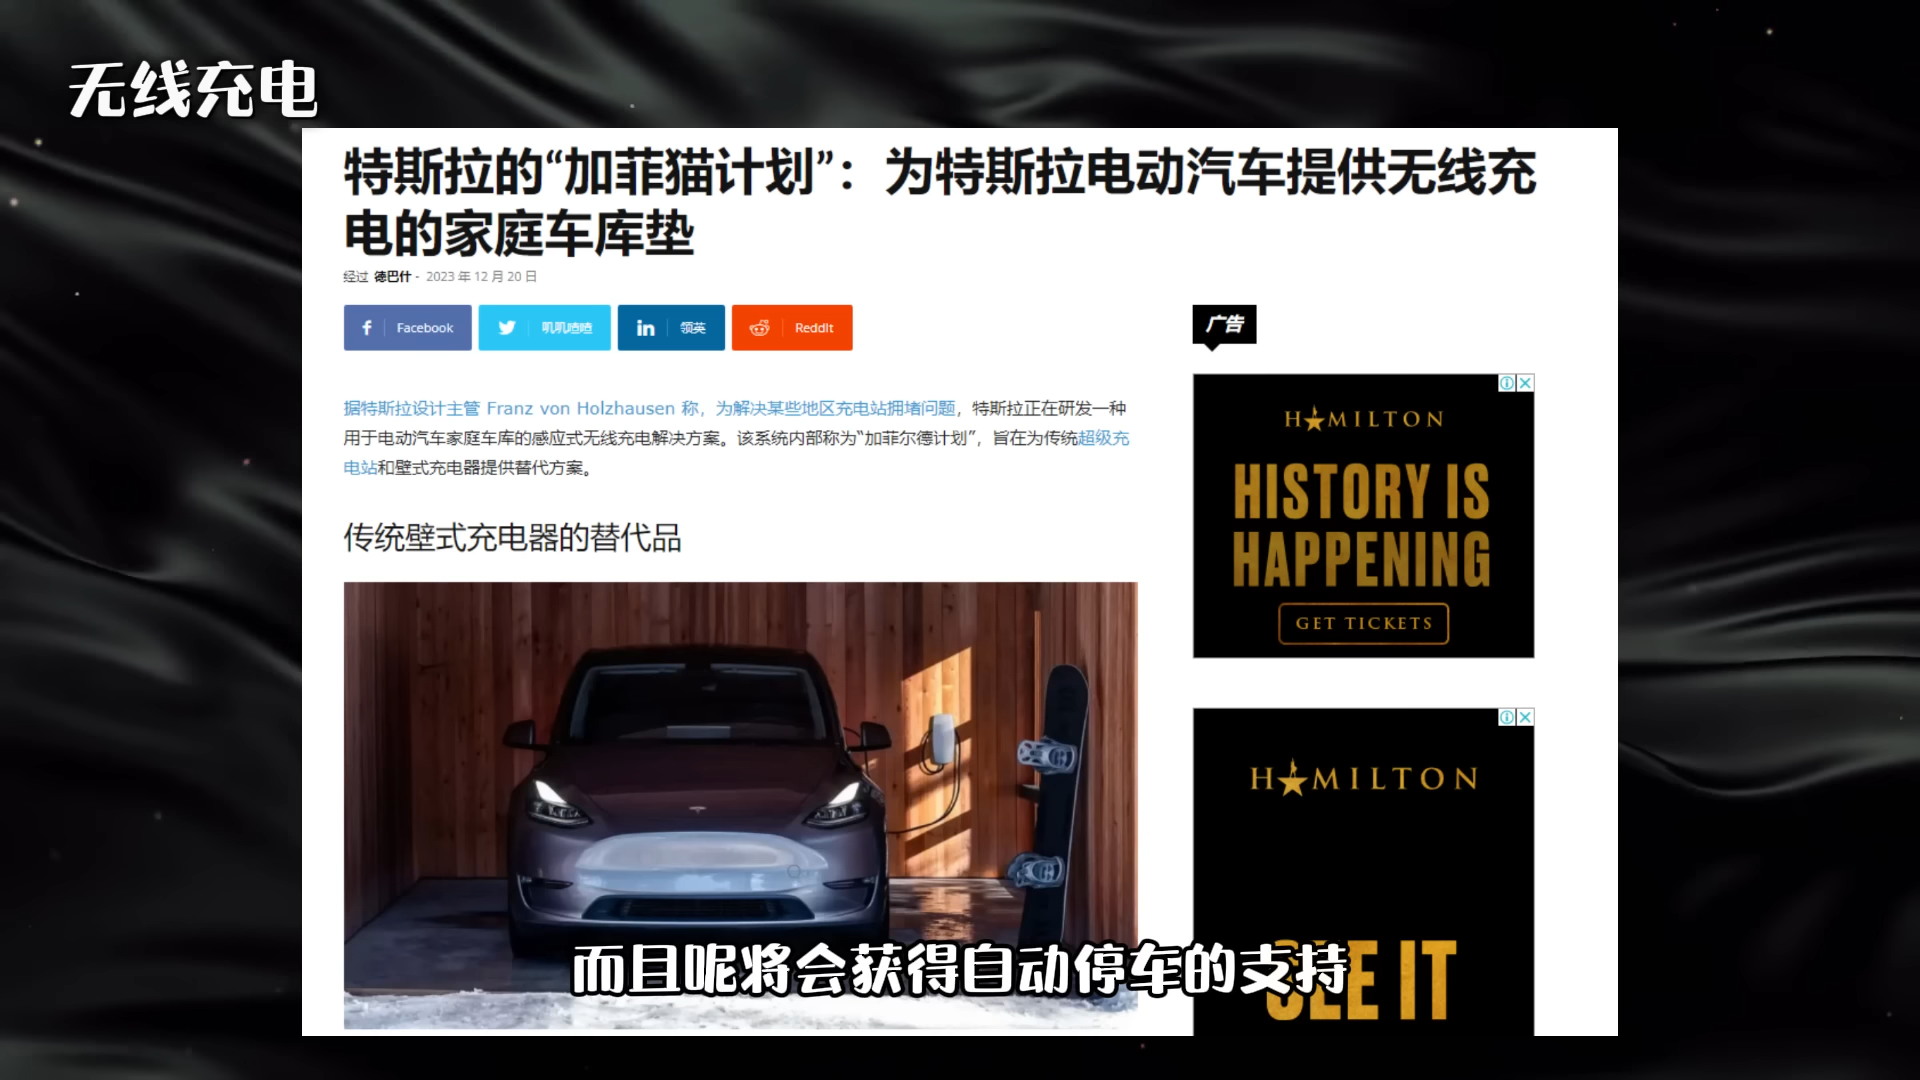 无线充电
特斯拉的“加菲猫计划”：为特斯拉电动汽车提供无线充
电的家庭车库垫
经过 德巴什 - 2023 年 12 月 20 日
Facebook
叽叽喳喳
领英
ReddIt
广告
据特斯拉设计主管 Franz von Holzhausen 称，为解决某些地区充电站拥堵问题，特斯拉正在研发一种
用于电动汽车家庭车库的感应式无线充电解决方案。该系统内部称为“加菲尔德计划”，旨在为传统超级充
电站和壁式充电器提供替代方案。
传统壁式充电器的替代品
HAMILTON
HISTORY IS
HAPPENING
GET TICKETS
HAMILTON
SEE IT
而且呢将会获得自动停车的支持